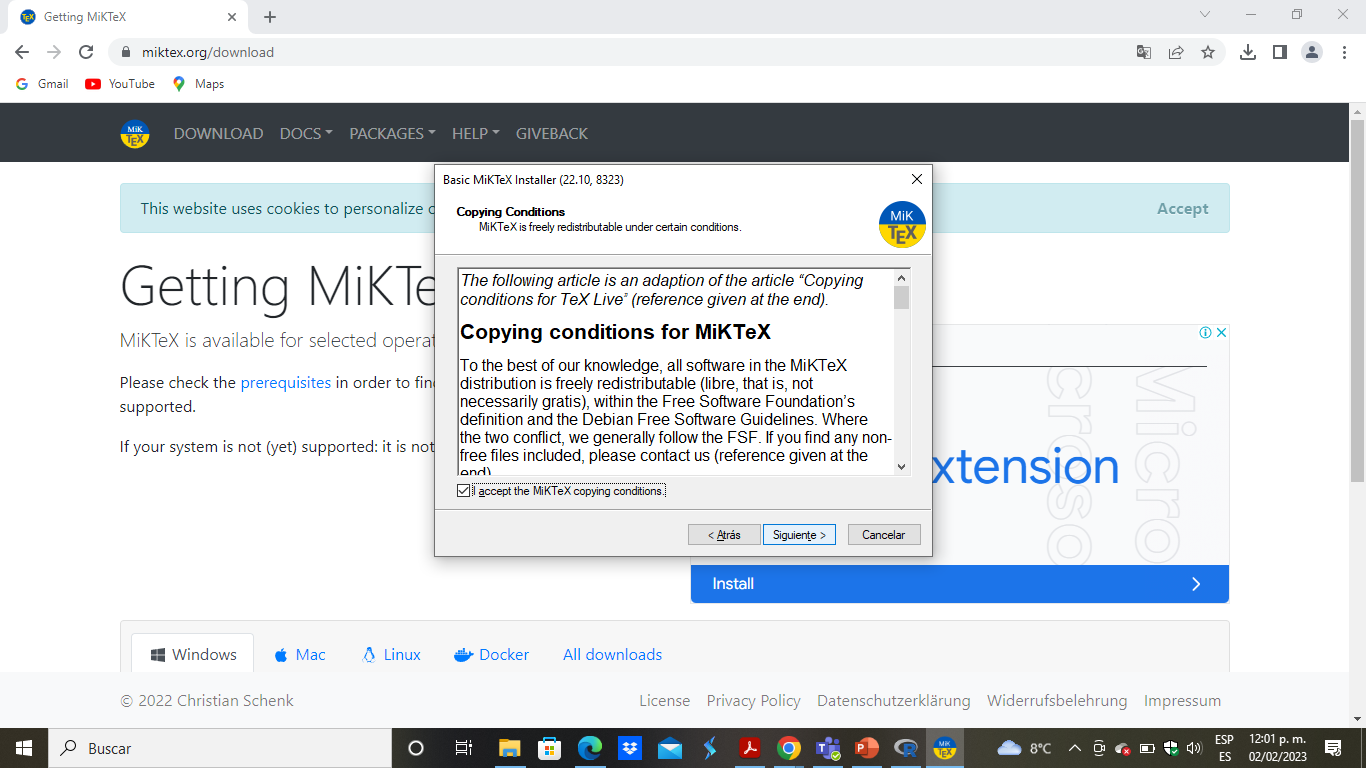 Getting MiKTeX
miktex.org/download
Gmail YouTube Maps
MiK
TEX
DOWNLOAD DOCS PACKAGES HELP GIVEBACK
This website uses cookies to personalize c
Accept
Getting MiKTe
MiKTeX is available for selected operat
Please check the prerequisites in order to find
supported.
If your system is not (yet) supported: it is not
Basic MiKTeX Installer (22.10, 8323)
Copying Conditions
MiKTeX is freely redistributable under certain conditions.
MiK
TEX
The following article is an adaption of the article “Copying
conditions for TeX Live” (reference given at the end).
Copying conditions for MiKTeX
To the best of our knowledge, all software in the MiKTeX
distribution is freely redistributable (libre, that is, not
necessarily gratis), within the Free Software Foundation’s
definition and the Debian Free Software Guidelines. Where
the two conflict, we generally follow the FSF. If you find any non-
free files included, please contact us (reference given at the
end).
I accept the MiKTeX copying conditions.
< Atrás Siguiente > Cancelar
xtension
Micro
croso
Install
Windows Mac Linux Docker All downloads
© 2022 Christian Schenk
License Privacy Policy Datenschutzerklärung Widerrufsbelehrung Impressum
Buscar
8°C
ESP
ES
12:01 p. m.
02/02/2023